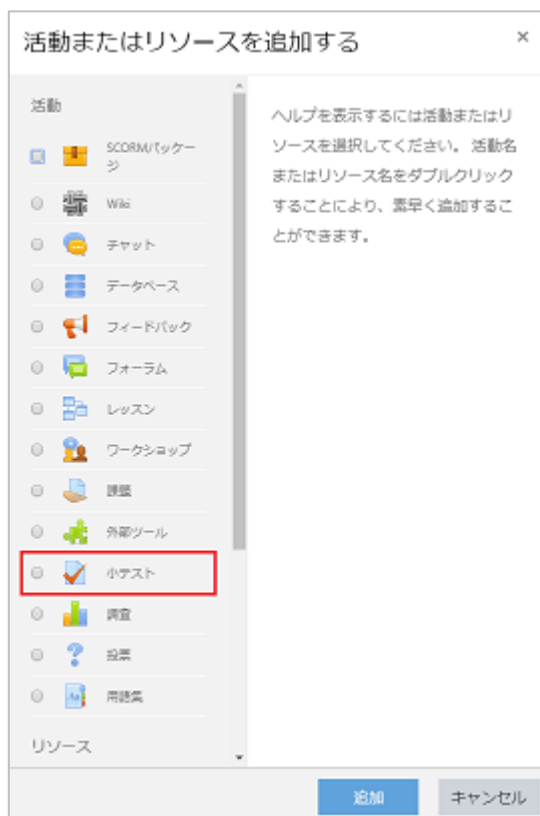 活動またはリソースを追加する
×
活動
SCORMパッケー
ジ
Wiki
チャット
データベース
フィードバック
フォーラム
レッスン
ワークショップ
課題
外部ツール
小テスト
調査
投票
用語集
リソース
ヘルプを表示するには活動またはリ
ソースを選択してください。 活動名
またはリソース名をダブルクリック
することにより、素早く追加するこ
とができます。
追加
キャンセル